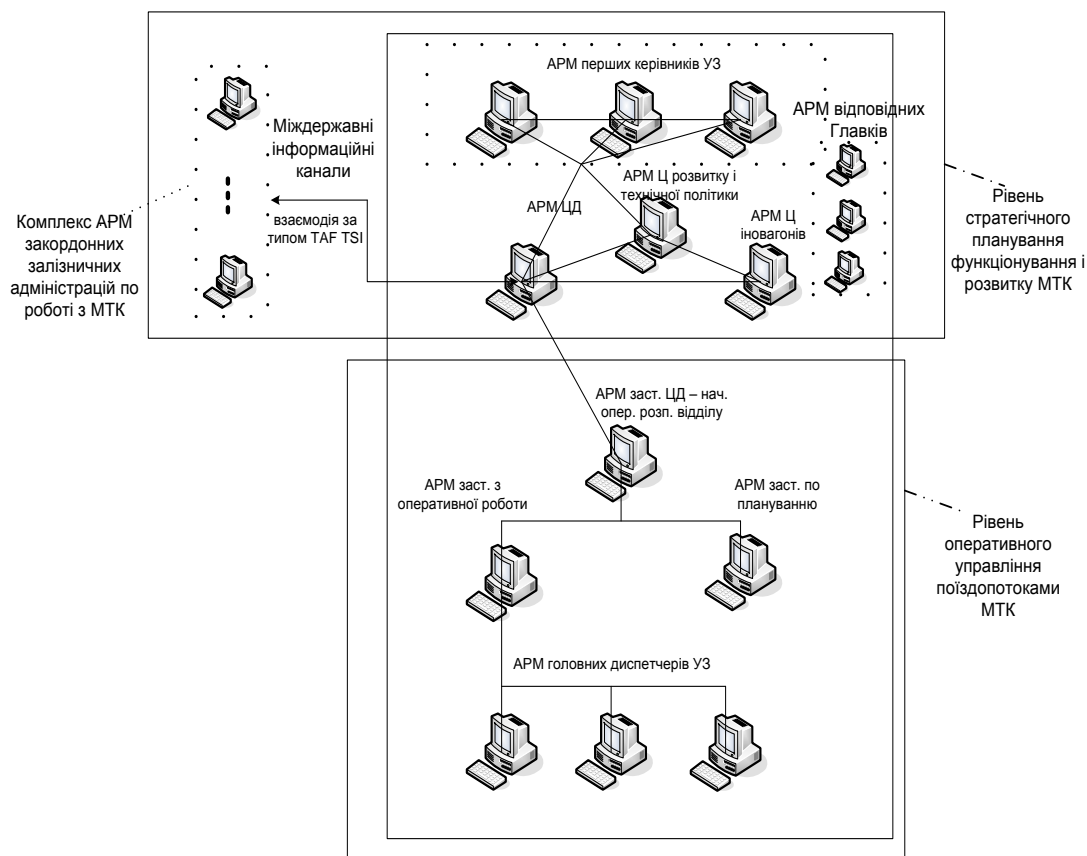 АРМ перших керівників УЗ
АРМ відповідних
Главків
Міждержавні
інформаційні
канали
АРМ Ц розвитку і
технічної політики
АРМ ЦД
АРМ Ц
іновагонів
взаємодія за
типом TAF TSI
Комплекс АРМ
закордонних
залізничних
адміністрацій по
роботі з МТК
Рівень
стратегічного
планування
функціонування і
розвитку МТК
АРМ заст. ЦД – нач.
опер. розп. відділу
АРМ заст. з
оперативної роботи
АРМ заст. по
плануванню
Рівень
оперативного
управління
поїздопотоками
МТК
АРМ головних диспетчерів УЗ